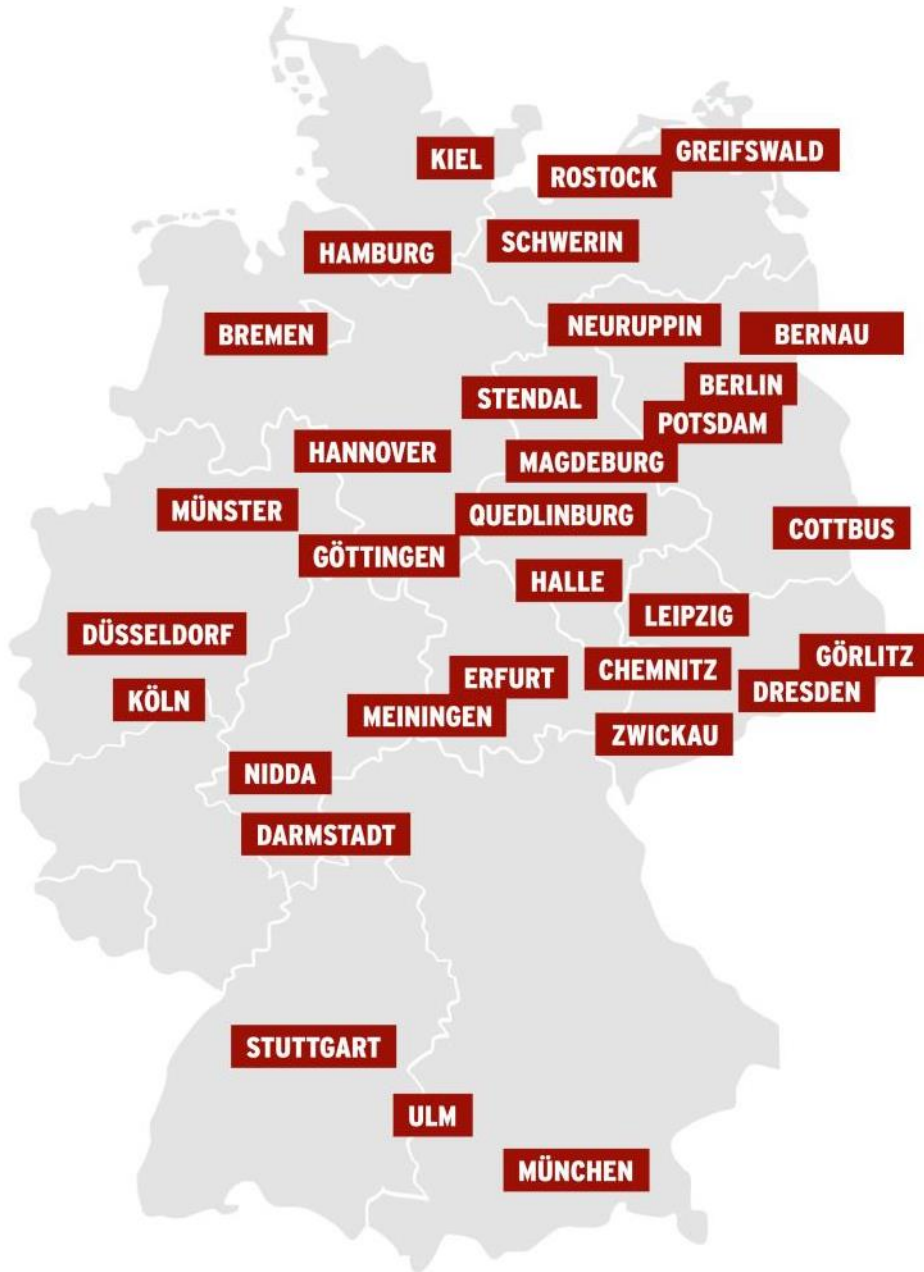 GREIFSWALD
KIEL
ROSTOCK
SCHWERIN
HAMBURG
NEURUPPIN
BERNAU
BREMEN
BERLIN
STENDAL
POTSDAM
HANNOVER
MAGDEBURG
MÜNSTER
QUEDLINBURG
COTTBUS
GÖTTINGEN
HALLE
LEIPZIG
DÜSSELDORF
GÖRLITZ
CHEMNITZ
ERFURT
DRESDEN
KÖLN
MEININGEN
ZWICKAU
NIDDA
DARMSTADT
STUTTGART
ULM
MÜNCHEN